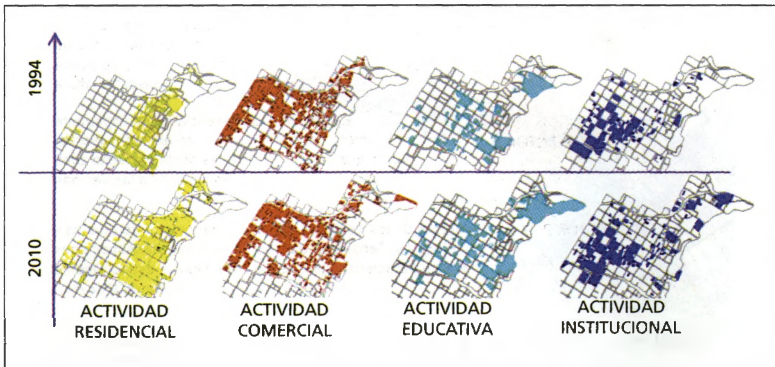 1994
2010
ACTIVIDAD
RESIDENCIAL
ACTIVIDAD
COMERCIAL
ACTIVIDAD
EDUCATIVA
ACTIVIDAD
INSTITUCIONAL